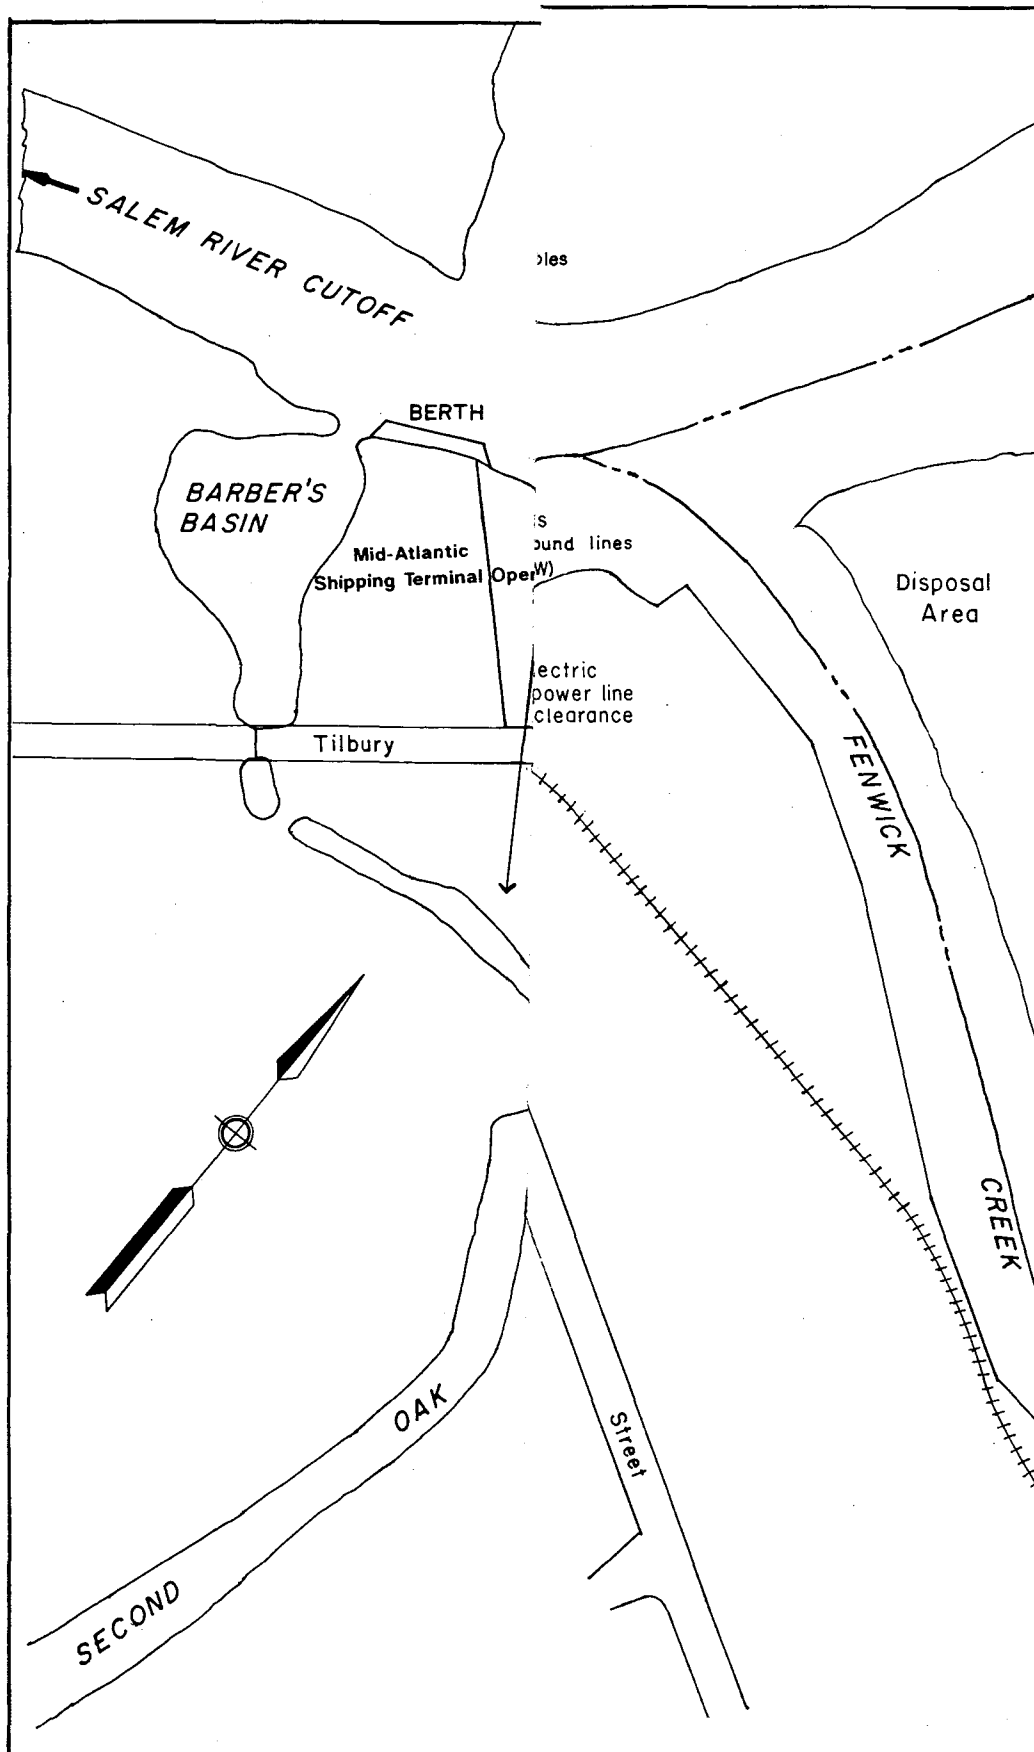 SALEM RIVER CUTOFF
BERTH
BARBER'S
BASIN
Mid-Atlantic
Shipping Terminal
lines
W)
power line
clearance
Disposal
Area
Tilbury
FENWICK
CREEK
OAK
Street
SECOND